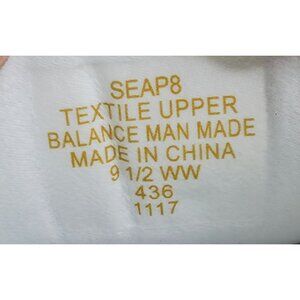 SEAP8
TEXTILE UPPER
BALANCE MAN MADE
MADE IN CHINA
9 1/2 WW
436
1117